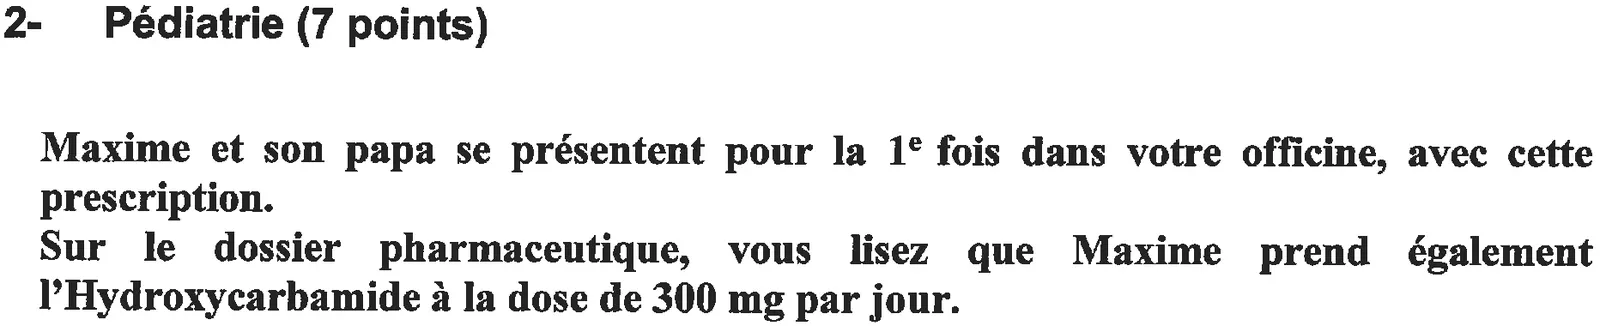 2- Pédiatrie (7 points)
Maxime et son papa se présentent pour la 1e fois dans votre officine, avec cette
prescription.
Sur le dossier pharmaceutique, vous lisez que Maxime prend également
l'Hydroxycarbamide à la dose de 300 mg par jour.